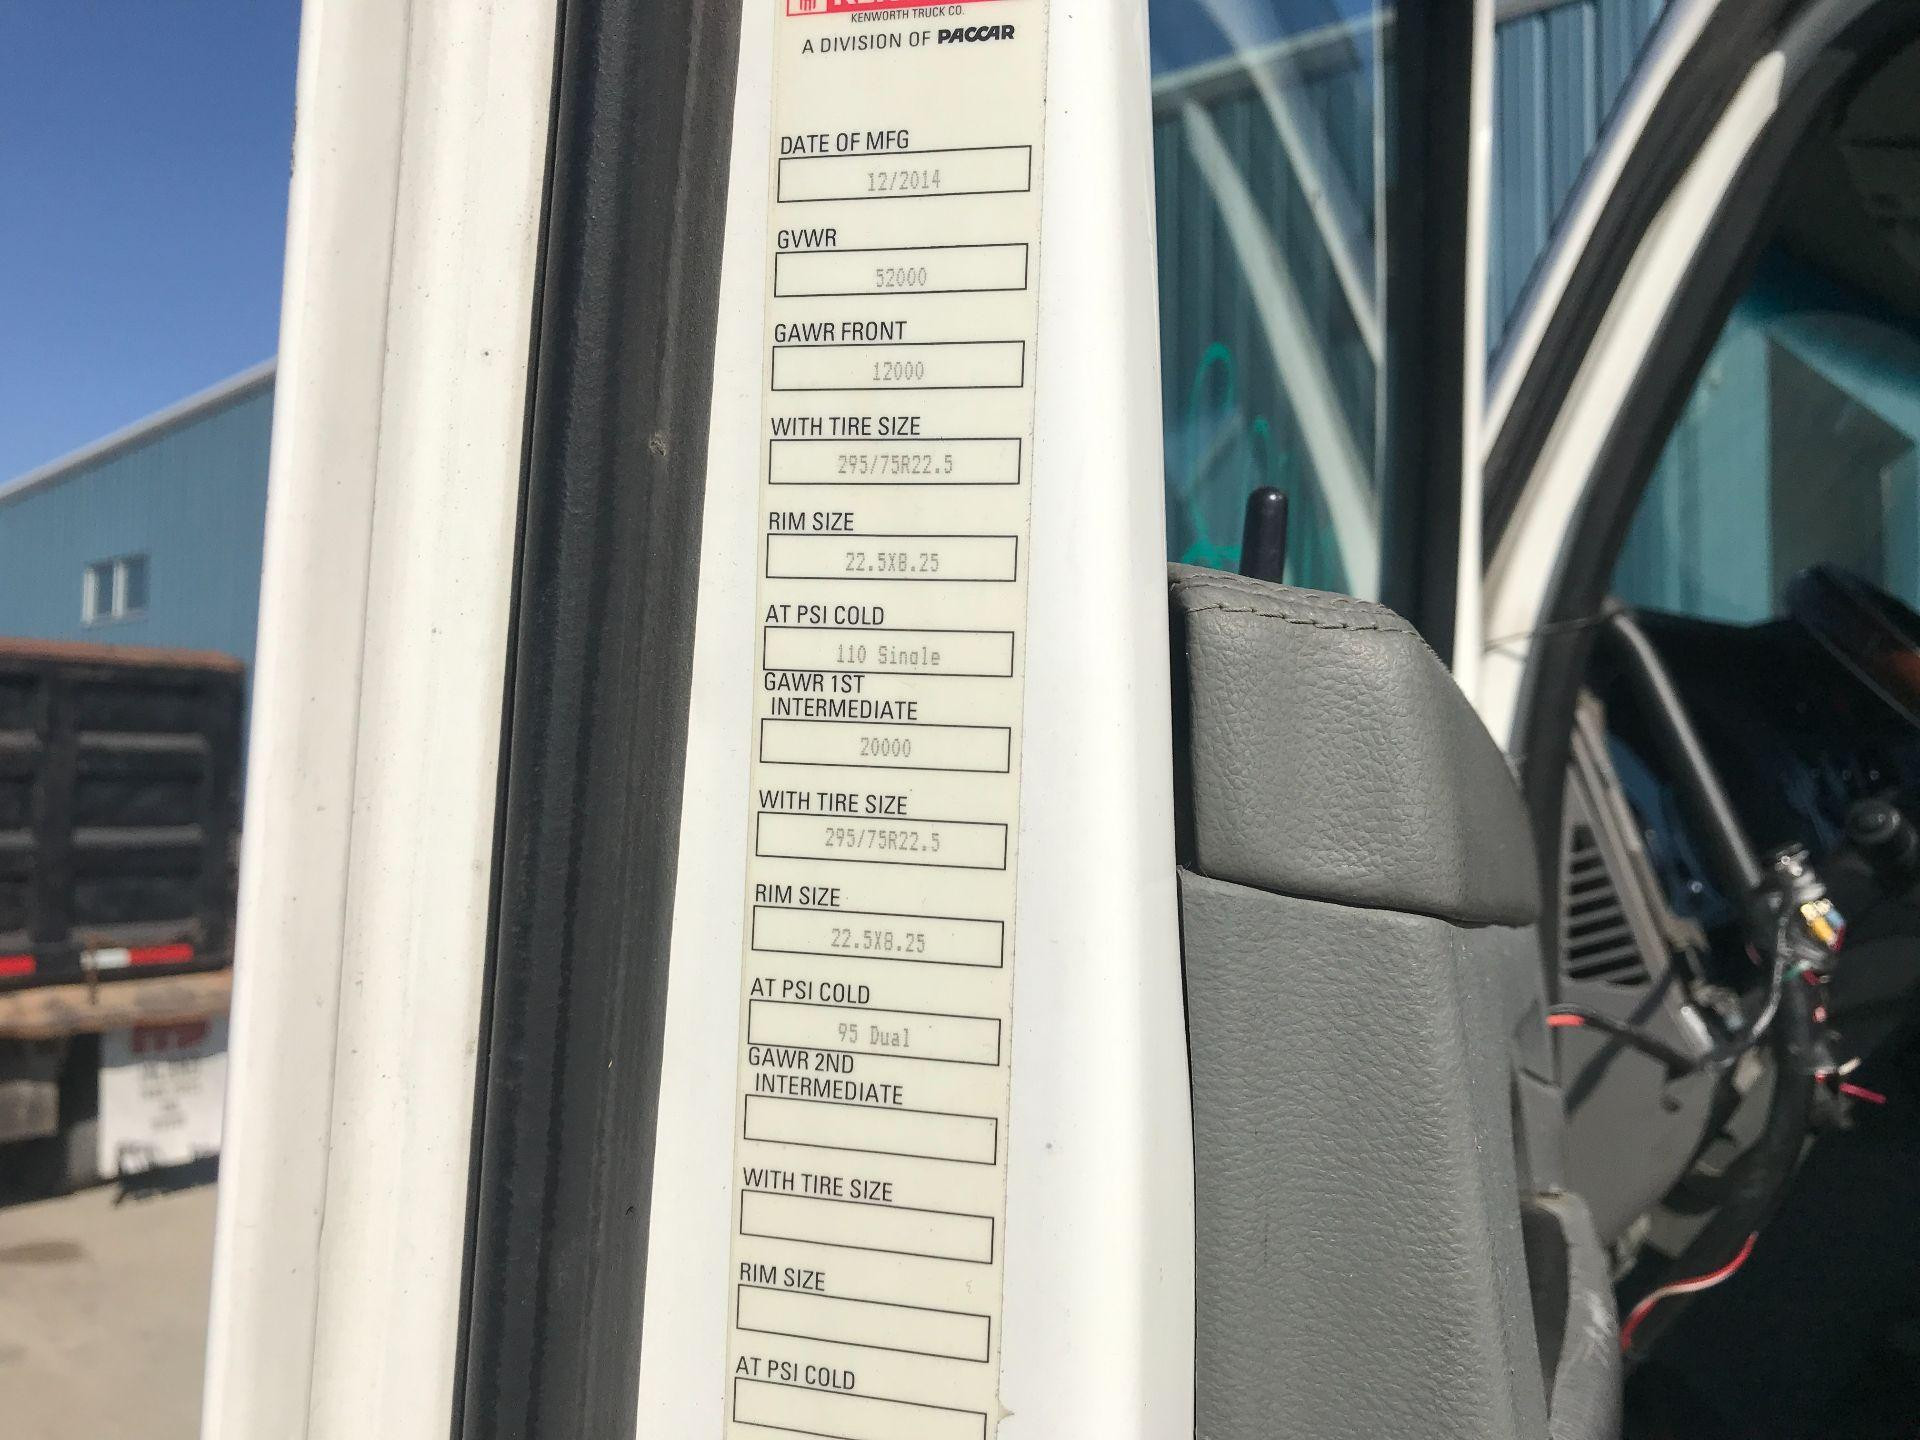 KENWORTH TRUCK CO.
A DIVISION OF PACCAR
DATE OF MFG
12/2014
GVWR
52000
GAWR FRONT
12000
WITH TIRE SIZE
295/75R22.5
RIM SIZE
22.5X8.25
AT PSI COLD
110 Single
GAWR 1ST
INTERMEDIATE
20000
WITH TIRE SIZE
295/75R22.5
RIM SIZE
22.5X8.25
AT PSI COLD
95 Dual
GAWR 2ND
INTERMEDIATE
WITH TIRE SIZE
RIM SIZE
AT PSI COLD